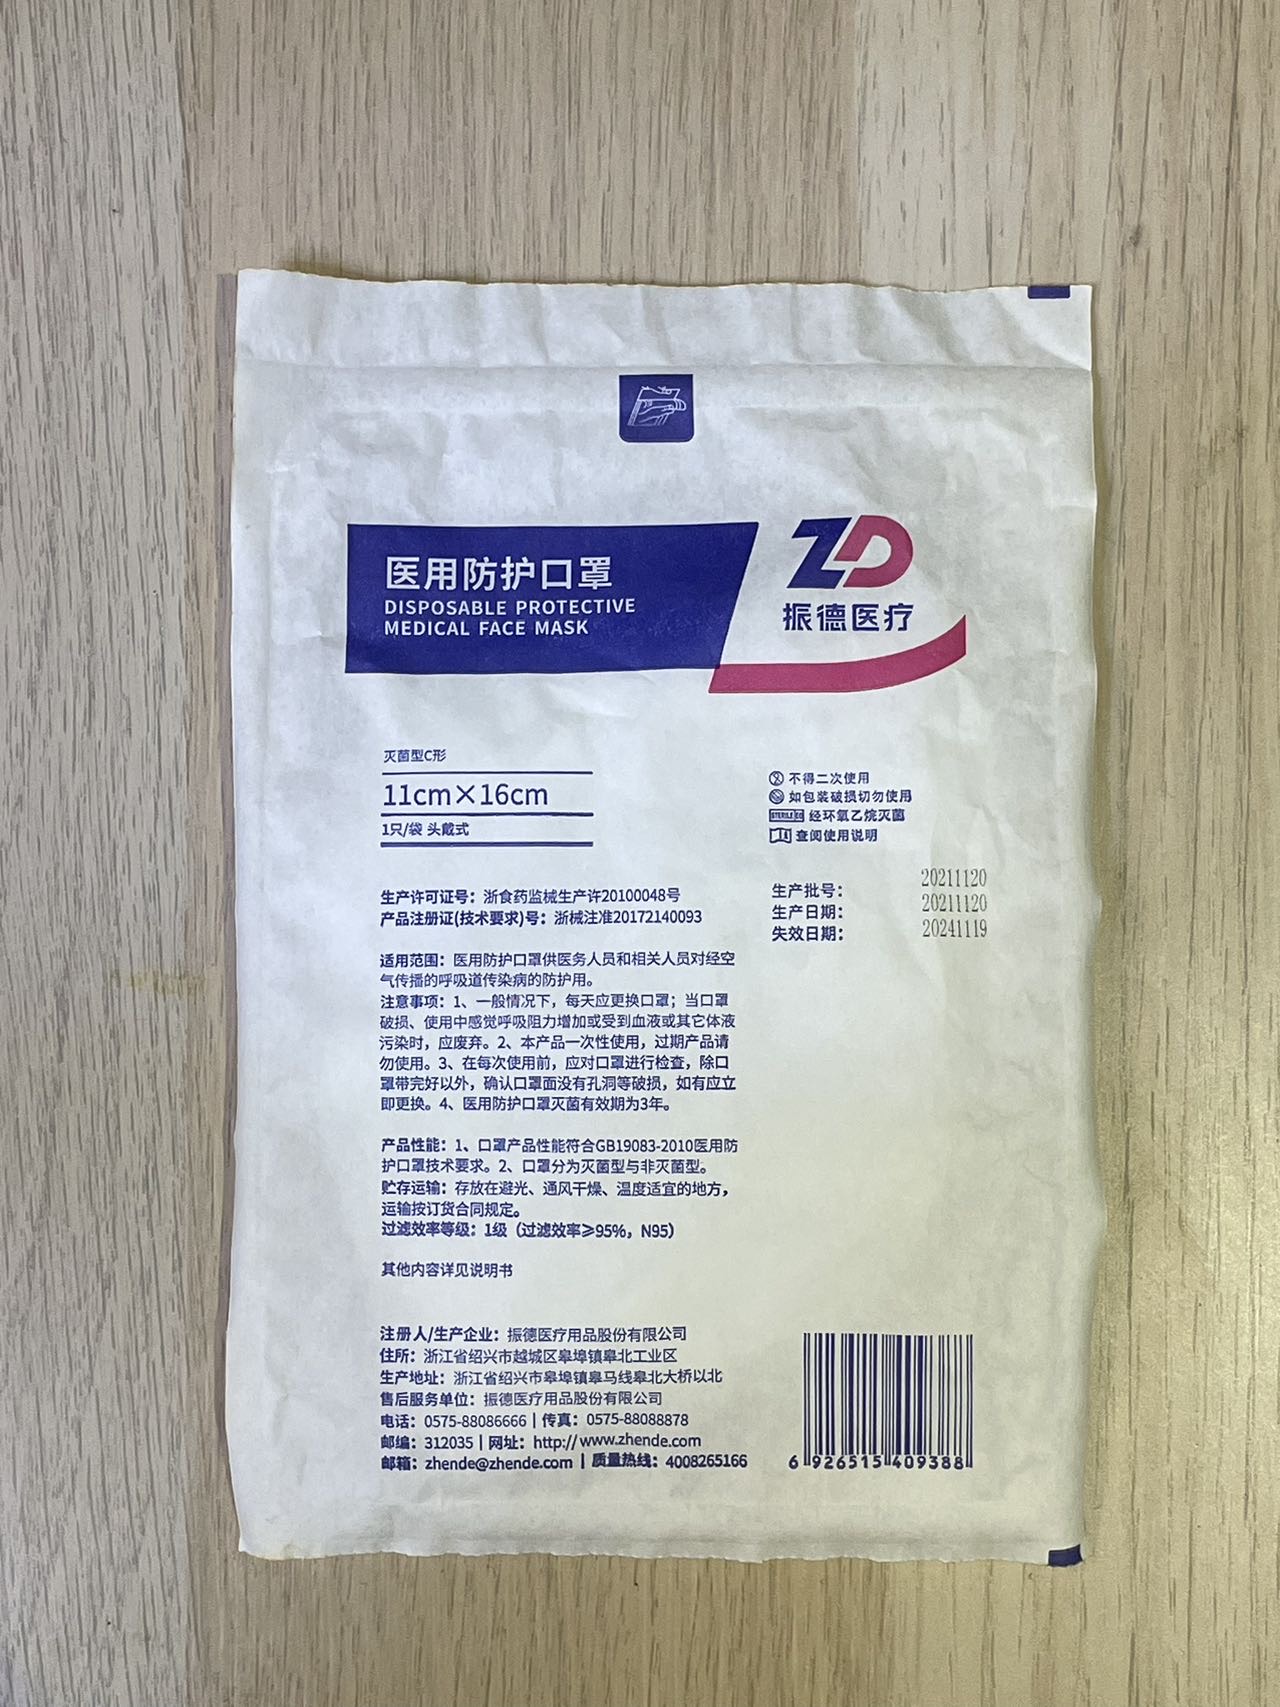 医用防护口罩
DISPOSABLE PROTECTIVE
MEDICAL FACE MASK
ZD
振德医疗
灭菌型C形
11cm×16cm
1只/袋 头戴式
不得二次使用
如包装破损切勿使用
STERILE EO 经环氧乙烷灭菌
查阅使用说明
生产许可证号：浙食药监械生产许20100048号
产品注册证(技术要求)号：浙械注准20172140093
生产批号： 20211120
生产日期： 20211120
失效日期： 20241119
适用范围：医用防护口罩供医务人员和相关人员对经空
气传播的呼吸道传染病的防护用。
注意事项：1、一般情况下，每天应更换口罩；当口罩
破损、使用中感觉呼吸阻力增加或受到血液或其它体液
污染时，应废弃。2、本产品一次性使用，过期产品请
勿使用。3、在每次使用前，应对口罩进行检查，除口
罩带完好以外，确认口罩面没有孔洞等破损，如有应立
即更换。4、医用防护口罩灭菌有效期为3年。
产品性能：1、口罩产品性能符合GB19083-2010医用防
护口罩技术要求。2、口罩分为灭菌型与非灭菌型。
贮存运输：存放在避光、通风干燥、温度适宜的地方，
运输按订货合同规定。
过滤效率等级：1级（过滤效率≥95%，N95）
其他内容详见说明书
注册人/生产企业：振德医疗用品股份有限公司
住所：浙江省绍兴市越城区皋埠镇皋北工业区
生产地址：浙江省绍兴市皋埠镇皋马线皋北大桥以北
售后服务单位：振德医疗用品股份有限公司
电话：0575-88086666 | 传真：0575-88088878
邮编：312035 | 网址：http://www.zhende.com
邮箱：zhende@zhende.com | 质量热线：4008265166
6 926515 409388